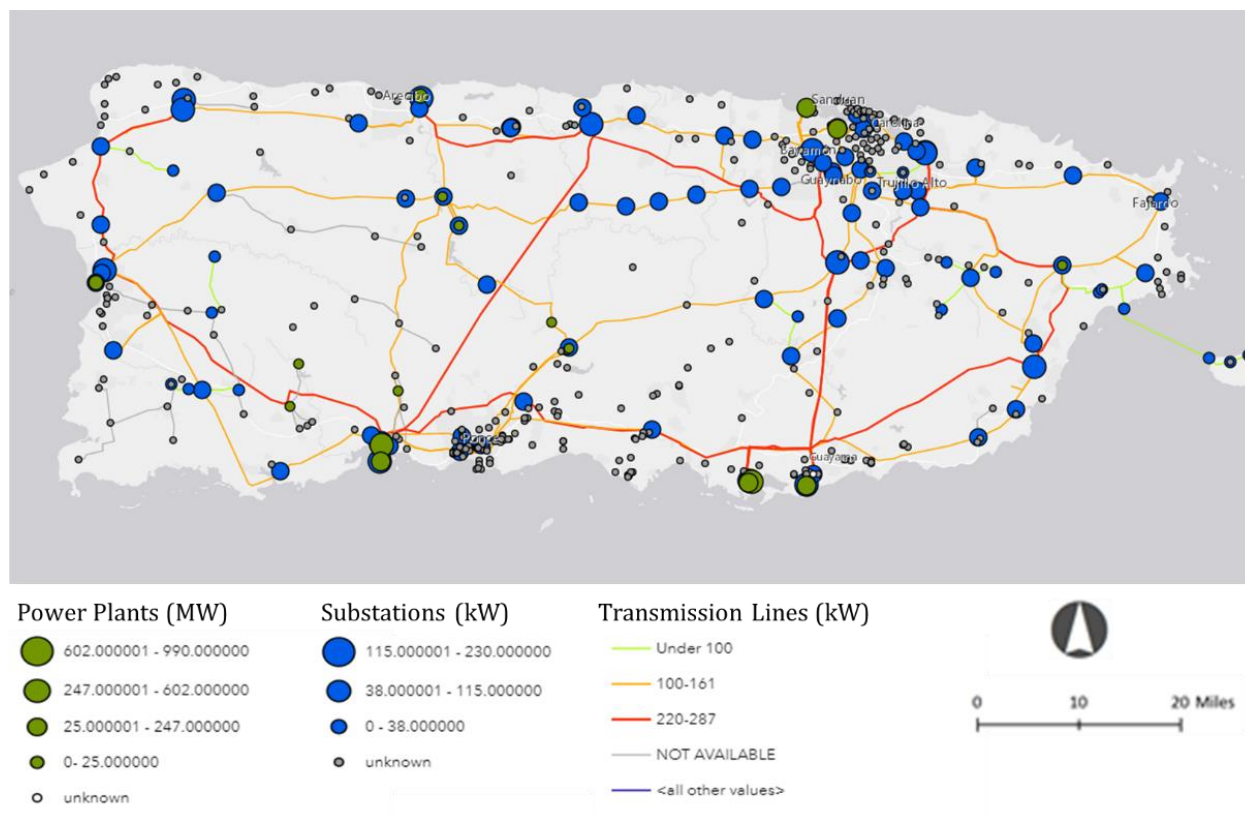 San Juan
Arecibo
Carolina
Bayamon
Guaynabo
Trujillo Alto
Fajardo
Ponce
Guayama
Power Plants (MW)
602.000001 - 990.000000
247.000001 - 602.000000
25.000001 - 247.000000
0- 25.000000
unknown
Substations (kW)
115.000001 - 230.000000
38.000001 - 115.000000
0 - 38.000000
unknown
Transmission Lines (kW)
Under 100
100-161
220-287
NOT AVAILABLE
<all other values>
0 10 20 Miles